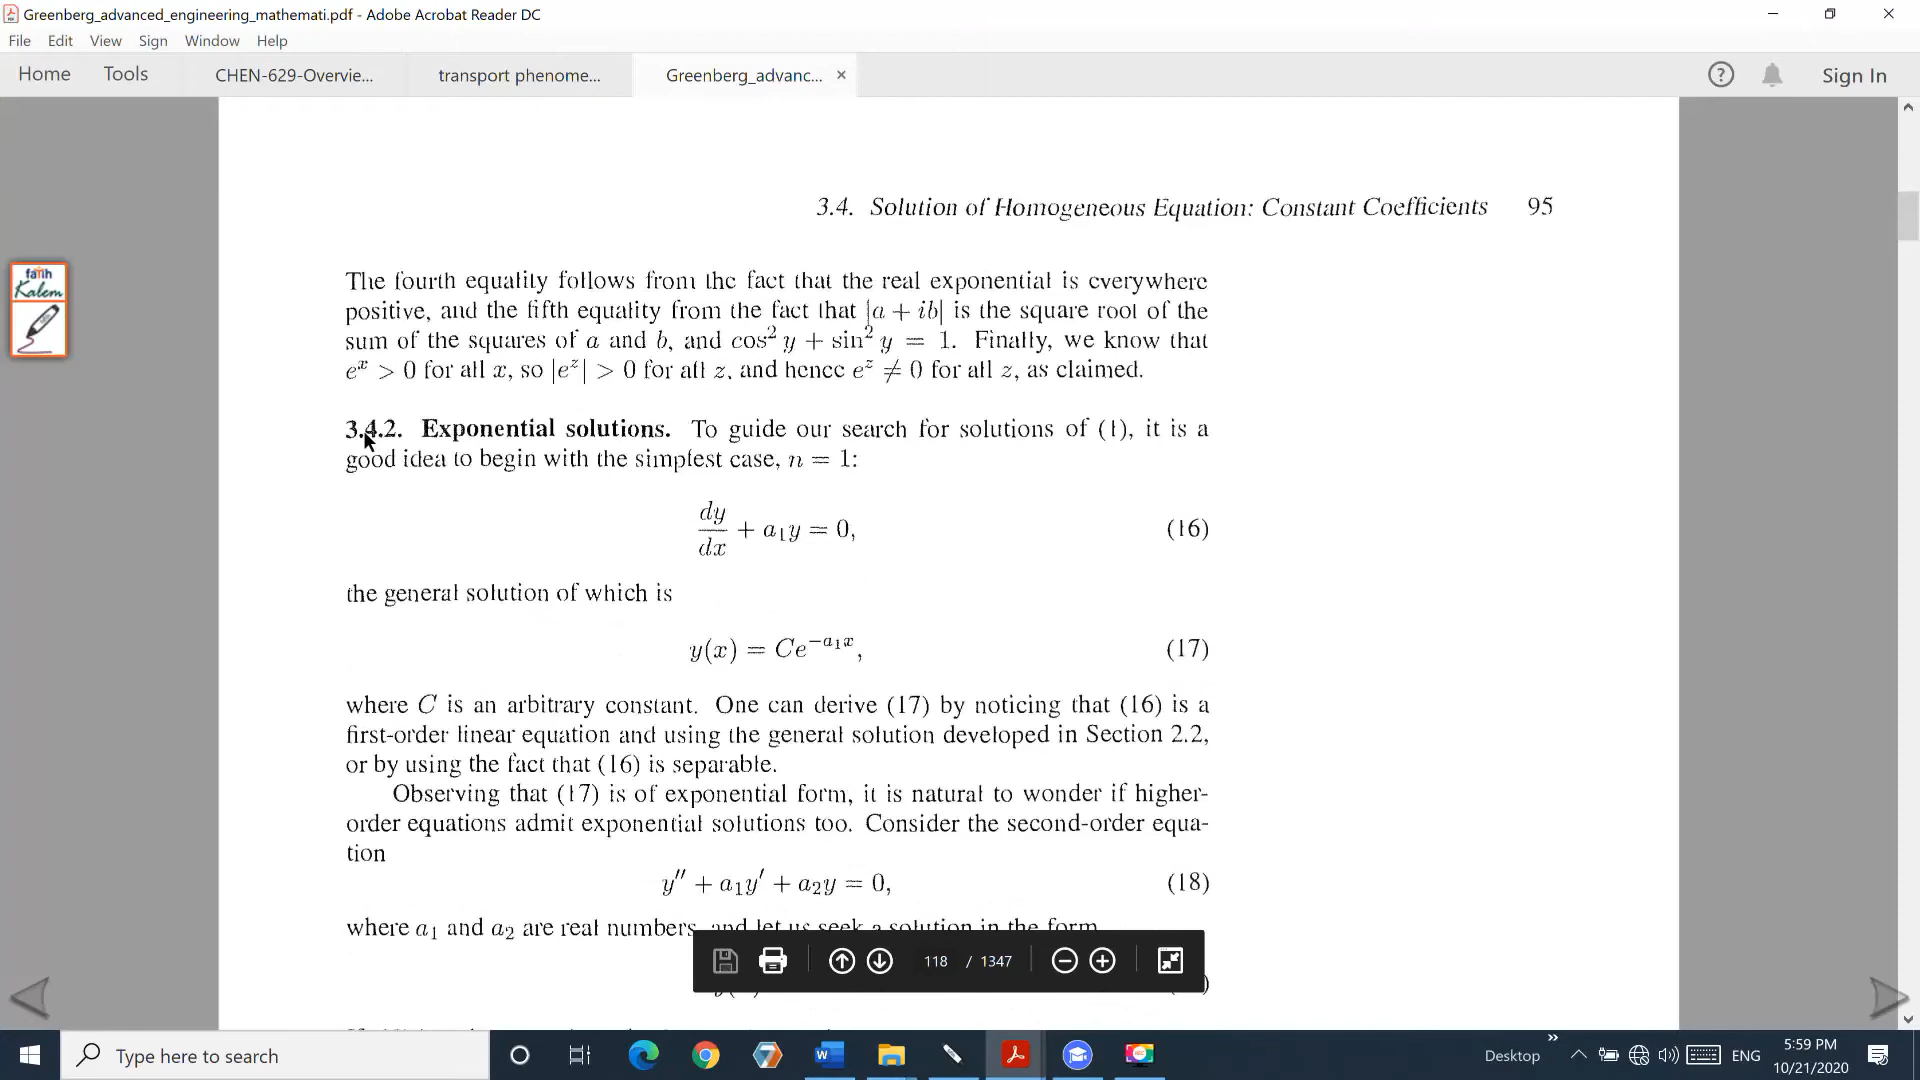 Greenberg_advanced_engineering_mathemati.pdf - Adobe Acrobat Reader DC
File Edit View Sign Window Help
Home Tools CHEN-629-Overvie... transport phenome... Greenberg_advanc... × ? Sign In
3.4. Solution of Homogeneous Equation: Constant Coefficients 95
The fourth equality follows from the fact that the real exponential is everywhere
positive, and the fifth equality from the fact that |a + ib| is the square root of the
sum of the squares of a and b, and cos² y + sin² y = 1. Finally, we know that
eˣ > 0 for all x, so |eᶻ| > 0 for all z, and hence eᶻ ≠ 0 for all z, as claimed.
3.4.2. Exponential solutions. To guide our search for solutions of (1), it is a
good idea to begin with the simplest case, n = 1:
dy/dx + a₁y = 0, (16)
the general solution of which is
y(x) = Ce^(−a₁x), (17)
where C is an arbitrary constant. One can derive (17) by noticing that (16) is a
first-order linear equation and using the general solution developed in Section 2.2,
or by using the fact that (16) is separable.
Observing that (17) is of exponential form, it is natural to wonder if higher-
order equations admit exponential solutions too. Consider the second-order equa-
tion
y″ + a₁y′ + a₂y = 0, (18)
where a₁ and a₂ are real numbers, and let us seek a solution in the form
118 / 1347
fatih
Kalem
Type here to search
Desktop
ENG
5:59 PM
10/21/2020